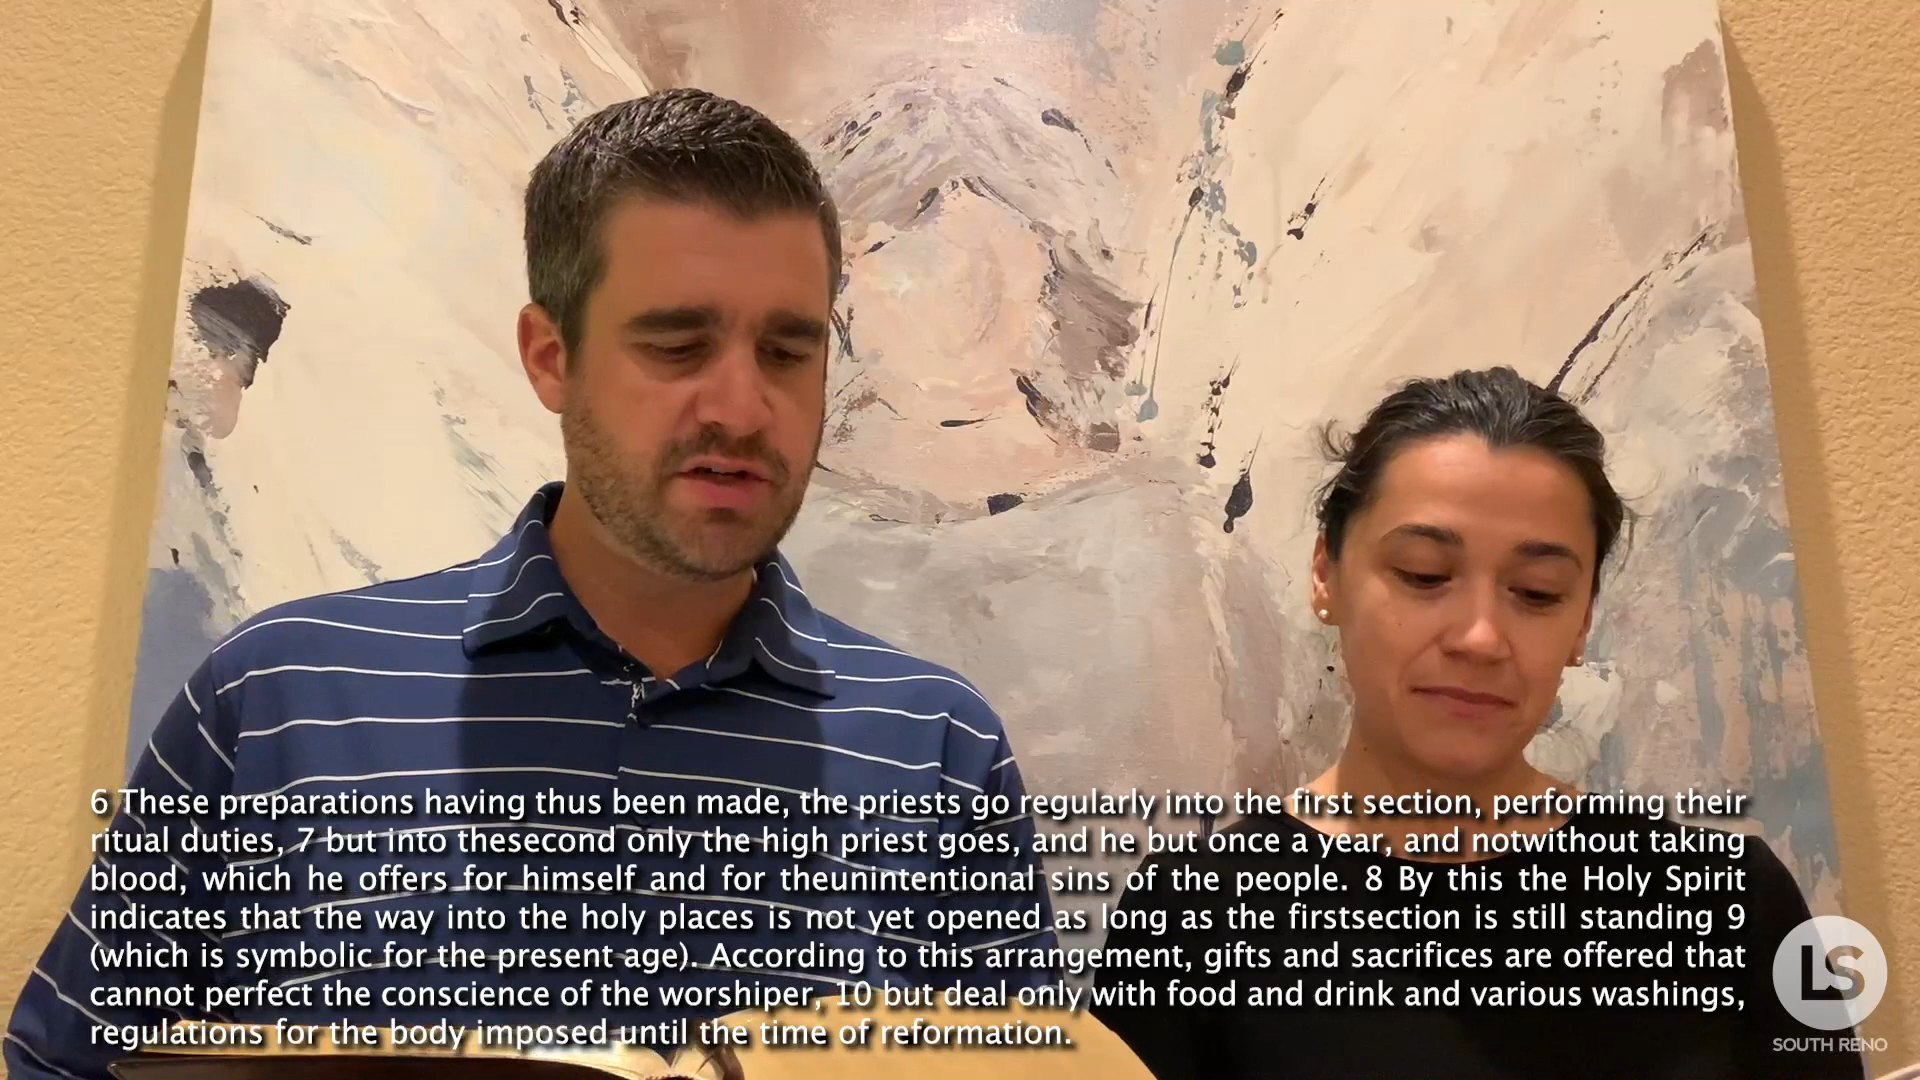 6 These preparations having thus been made, the priests go regularly into the first section, performing their
ritual duties, 7 but into thesecond only the high priest goes, and he but once a year, and notwithout taking
blood, which he offers for himself and for theunintentional sins of the people. 8 By this the Holy Spirit
indicates that the way into the holy places is not yet opened as long as the firstsection is still standing 9
(which is symbolic for the present age). According to this arrangement, gifts and sacrifices are offered that
cannot perfect the conscience of the worshiper, 10 but deal only with food and drink and various washings,
regulations for the body imposed until the time of reformation.
LS
SOUTH RENO